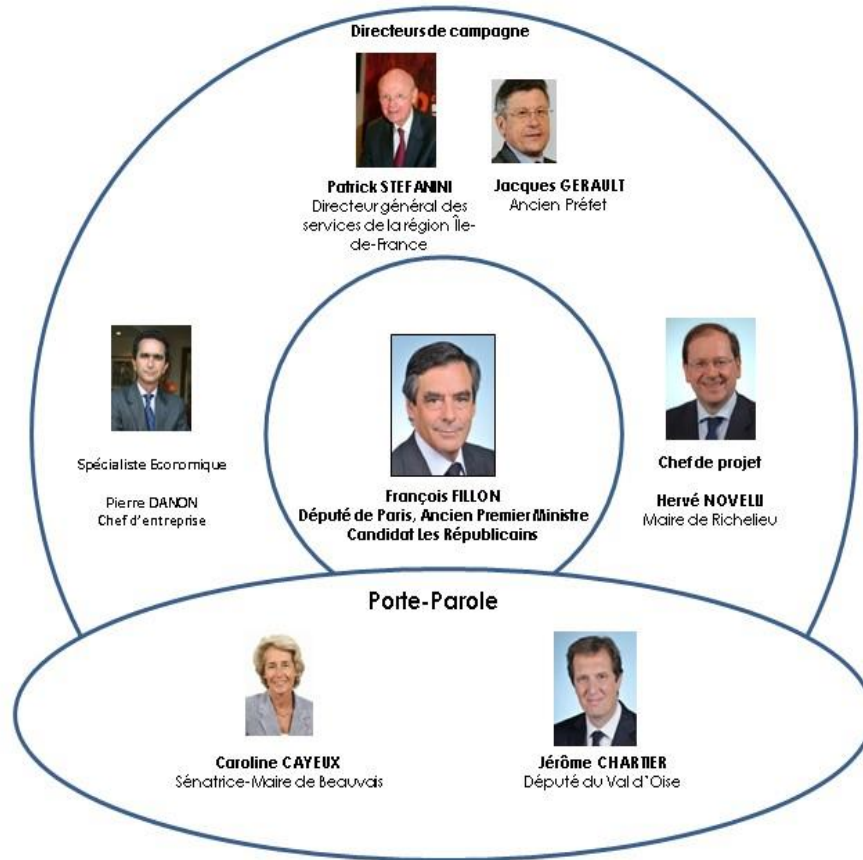 Directeurs de campagne
Patrick STEFANINI
Directeur général des
services de la région Île-
de-France
Jacques GERAULT
Ancien Préfet
Spécialiste Economique
Pierre DANON
Chef d'entreprise
François FILLON
Député de Paris, Ancien Premier Ministre
Candidat Les Républicains
Chef de projet
Hervé NOVELLI
Maire de Richelieu
Porte-Parole
Caroline CAYEUX
Sénatrice-Maire de Beauvais
Jérôme CHARTIER
Député du Val d'Oise